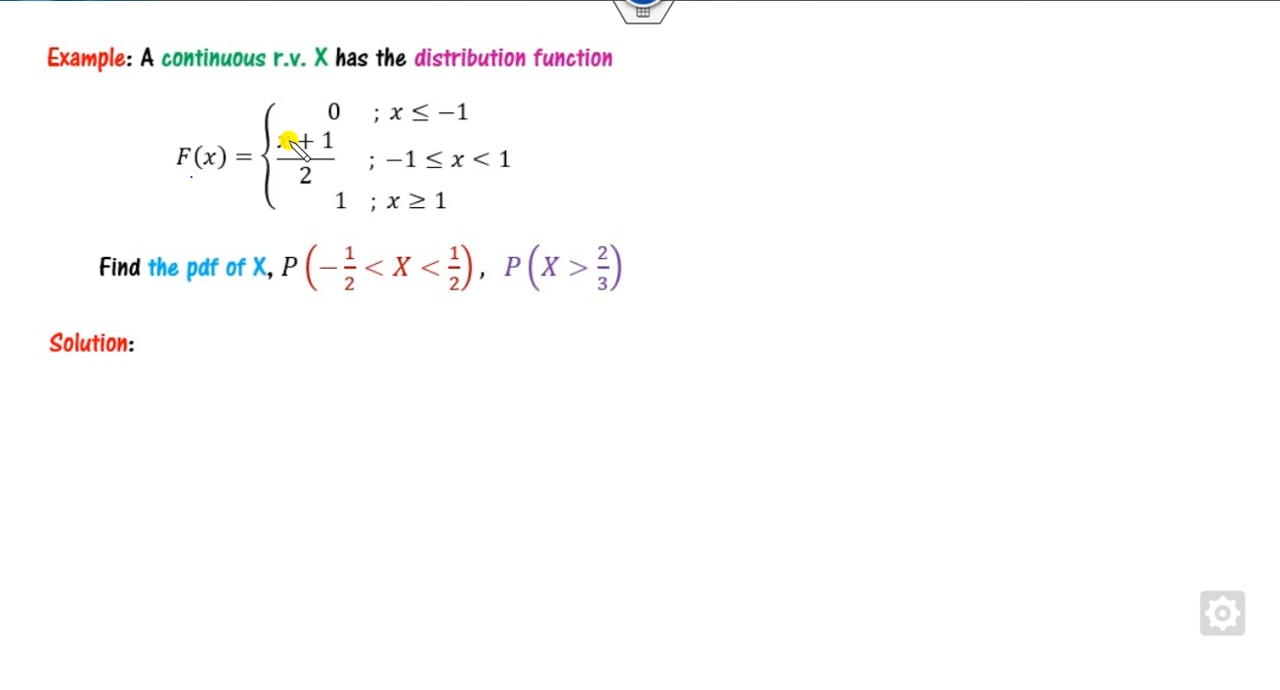 Example: A continuous r.v. X has the distribution function
0 ; x ≤ −1
F(x) = { + 1 / 2 ; −1 ≤ x < 1
1 ; x ≥ 1
Find the pdf of X, P(−1/2 < X < 1/2), P(X > 2/3)
Solution: